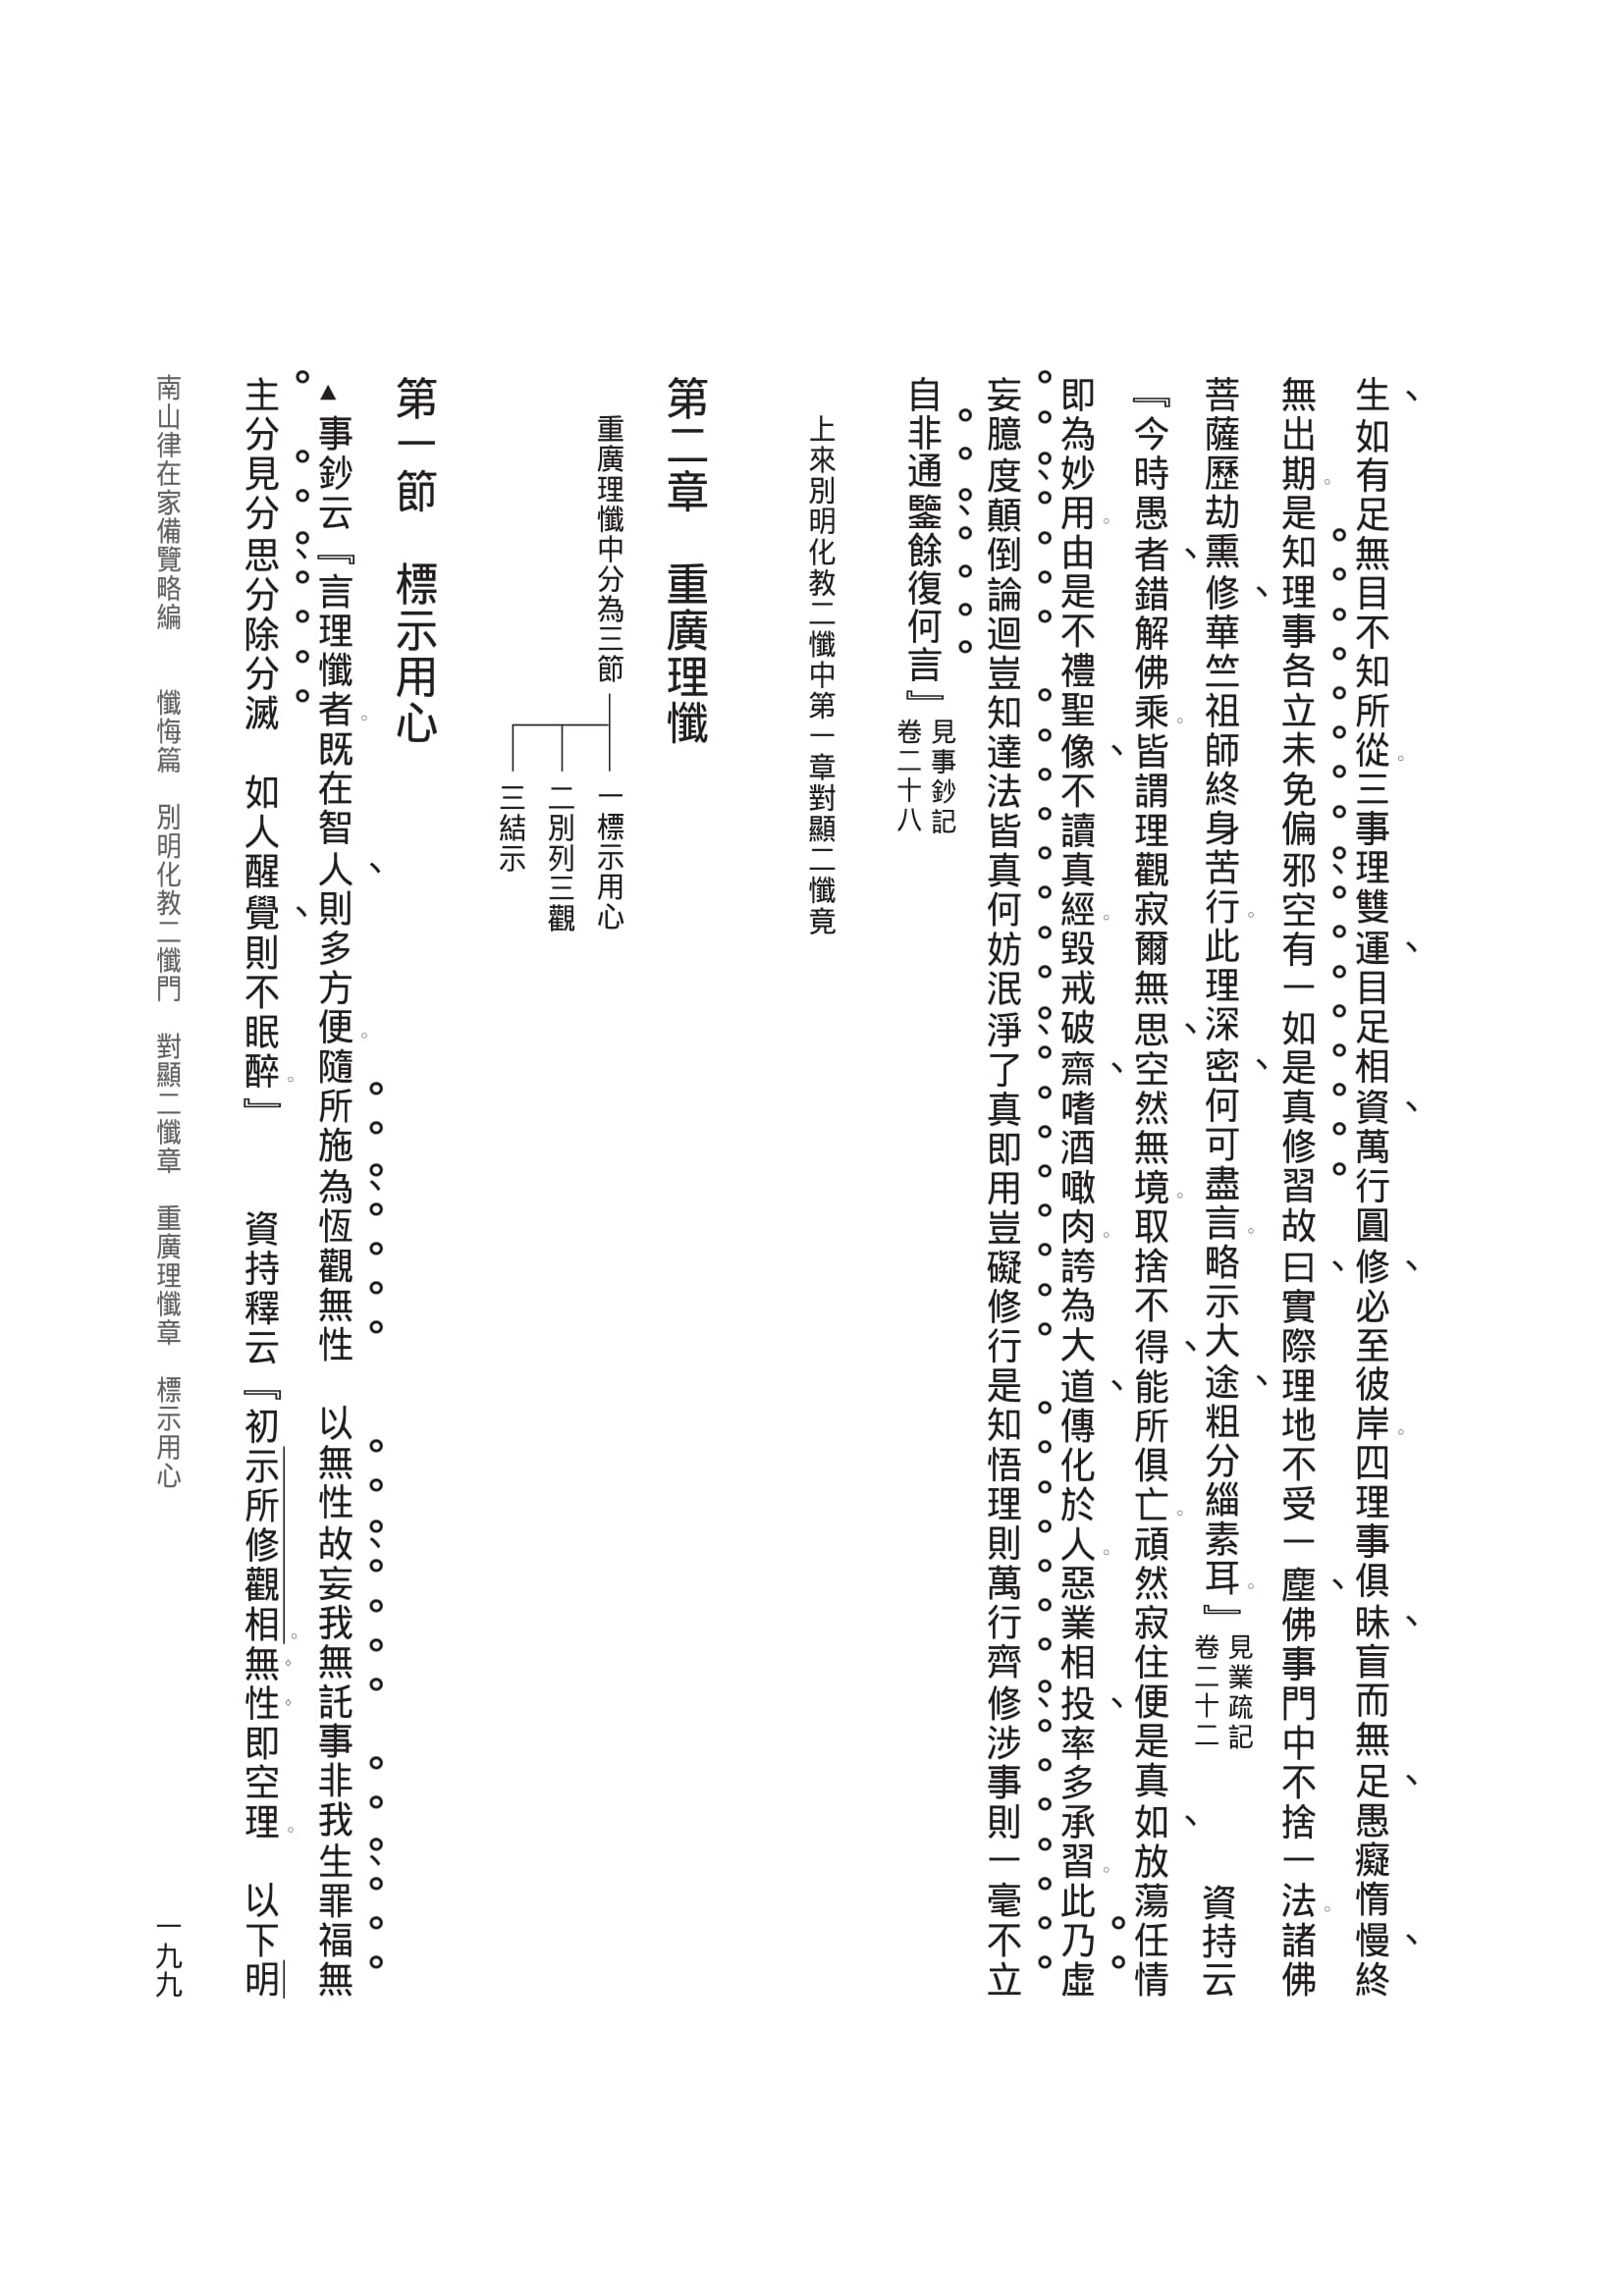 生、如有足無目不知所從。三事理雙運、目足相資、萬行圓修、必至彼岸。四理事俱昧、盲而無足、愚癡惰慢、終
無出期。是知理事各立未免偏邪、空有一如是真修習故曰、實際理地不受一塵、佛事門中不捨一法。諸佛
菩薩歷劫熏修、華竺祖師終身苦行。此理深密、何可盡言。略示大途、粗分緇素耳。』見業疏記卷二十二　資持云
『今時愚者、錯解佛乘。皆謂理觀寂爾無思、空然無境。取捨不得、能所俱亡。頑然寂住便是真如、放蕩任情
即為妙用。由是不禮聖像、不讀真經。毀戒破齋、嗜酒噉肉。誇為大道、傳化於人。惡業相投、率多承習。此乃虛
妄臆度、顛倒論迴豈知達法皆真何妨泯淨、了真即用豈礙修行是知悟理則萬行齊修、涉事則一毫不立
自非通鑒、餘復何言』見事鈔記卷二十八
上來別明化教二懺中第一章對顯二懺竟
第二章　重廣理懺
重廣理懺中分為三節
一標示用心
二別列三觀
三結示
第一節　標示用心
▲事鈔云『言理懺者。既在智人、則多方便。隨所施為、恆觀無性　以無性故、妄我無託事非我生、罪福無
主分見分思、分除分滅　如人醒覺、則不眠醉。』　資持釋云『初示所修觀相。無性即空理。以下明
南山律在家備覽略編　懺悔篇　別明化教二懺門　對顯二懺章　重廣理懺章　標示用心
一九九